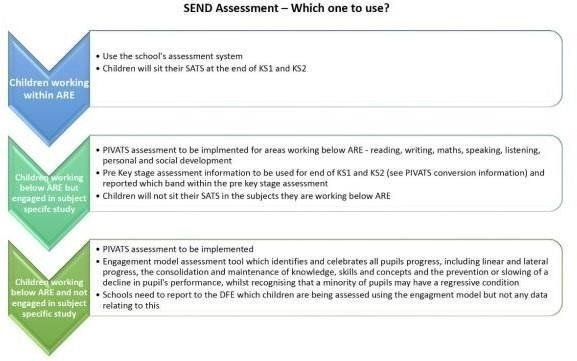 SEND Assessment – Which one to use?
Children working
within ARE
• Use the school's assessment system
• Children will sit their SATS at the end of KS1 and KS2
Children working
below ARE but
engaged in subject
specifc study
• PIVATS assessment to be implmented for areas working below ARE - reading, writing, maths, speaking, listening,
personal and social development
• Pre Key stage assessment information to be used for end of KS1 and KS2 (see PIVATS conversion information) and
reported which band within the pre key stage assessment
• Children will not sit their SATS in the subjects they are working below ARE
Children working
below ARE and not
engaged in subject
specific study
• PIVATS assessment to be implemented
• Engagement model assessment tool which identifies and celebrates all pupils progress, including linear and lateral
progress, the consolidation and maintenance of knowledge, skills and concepts and the prevention or slowing of a
decline in pupil's performance, whilst recognising that a minority of pupils may have a regressive condition
• Schools need to report to the DFE which children are being assessed using the engagment model but not any data
relating to this